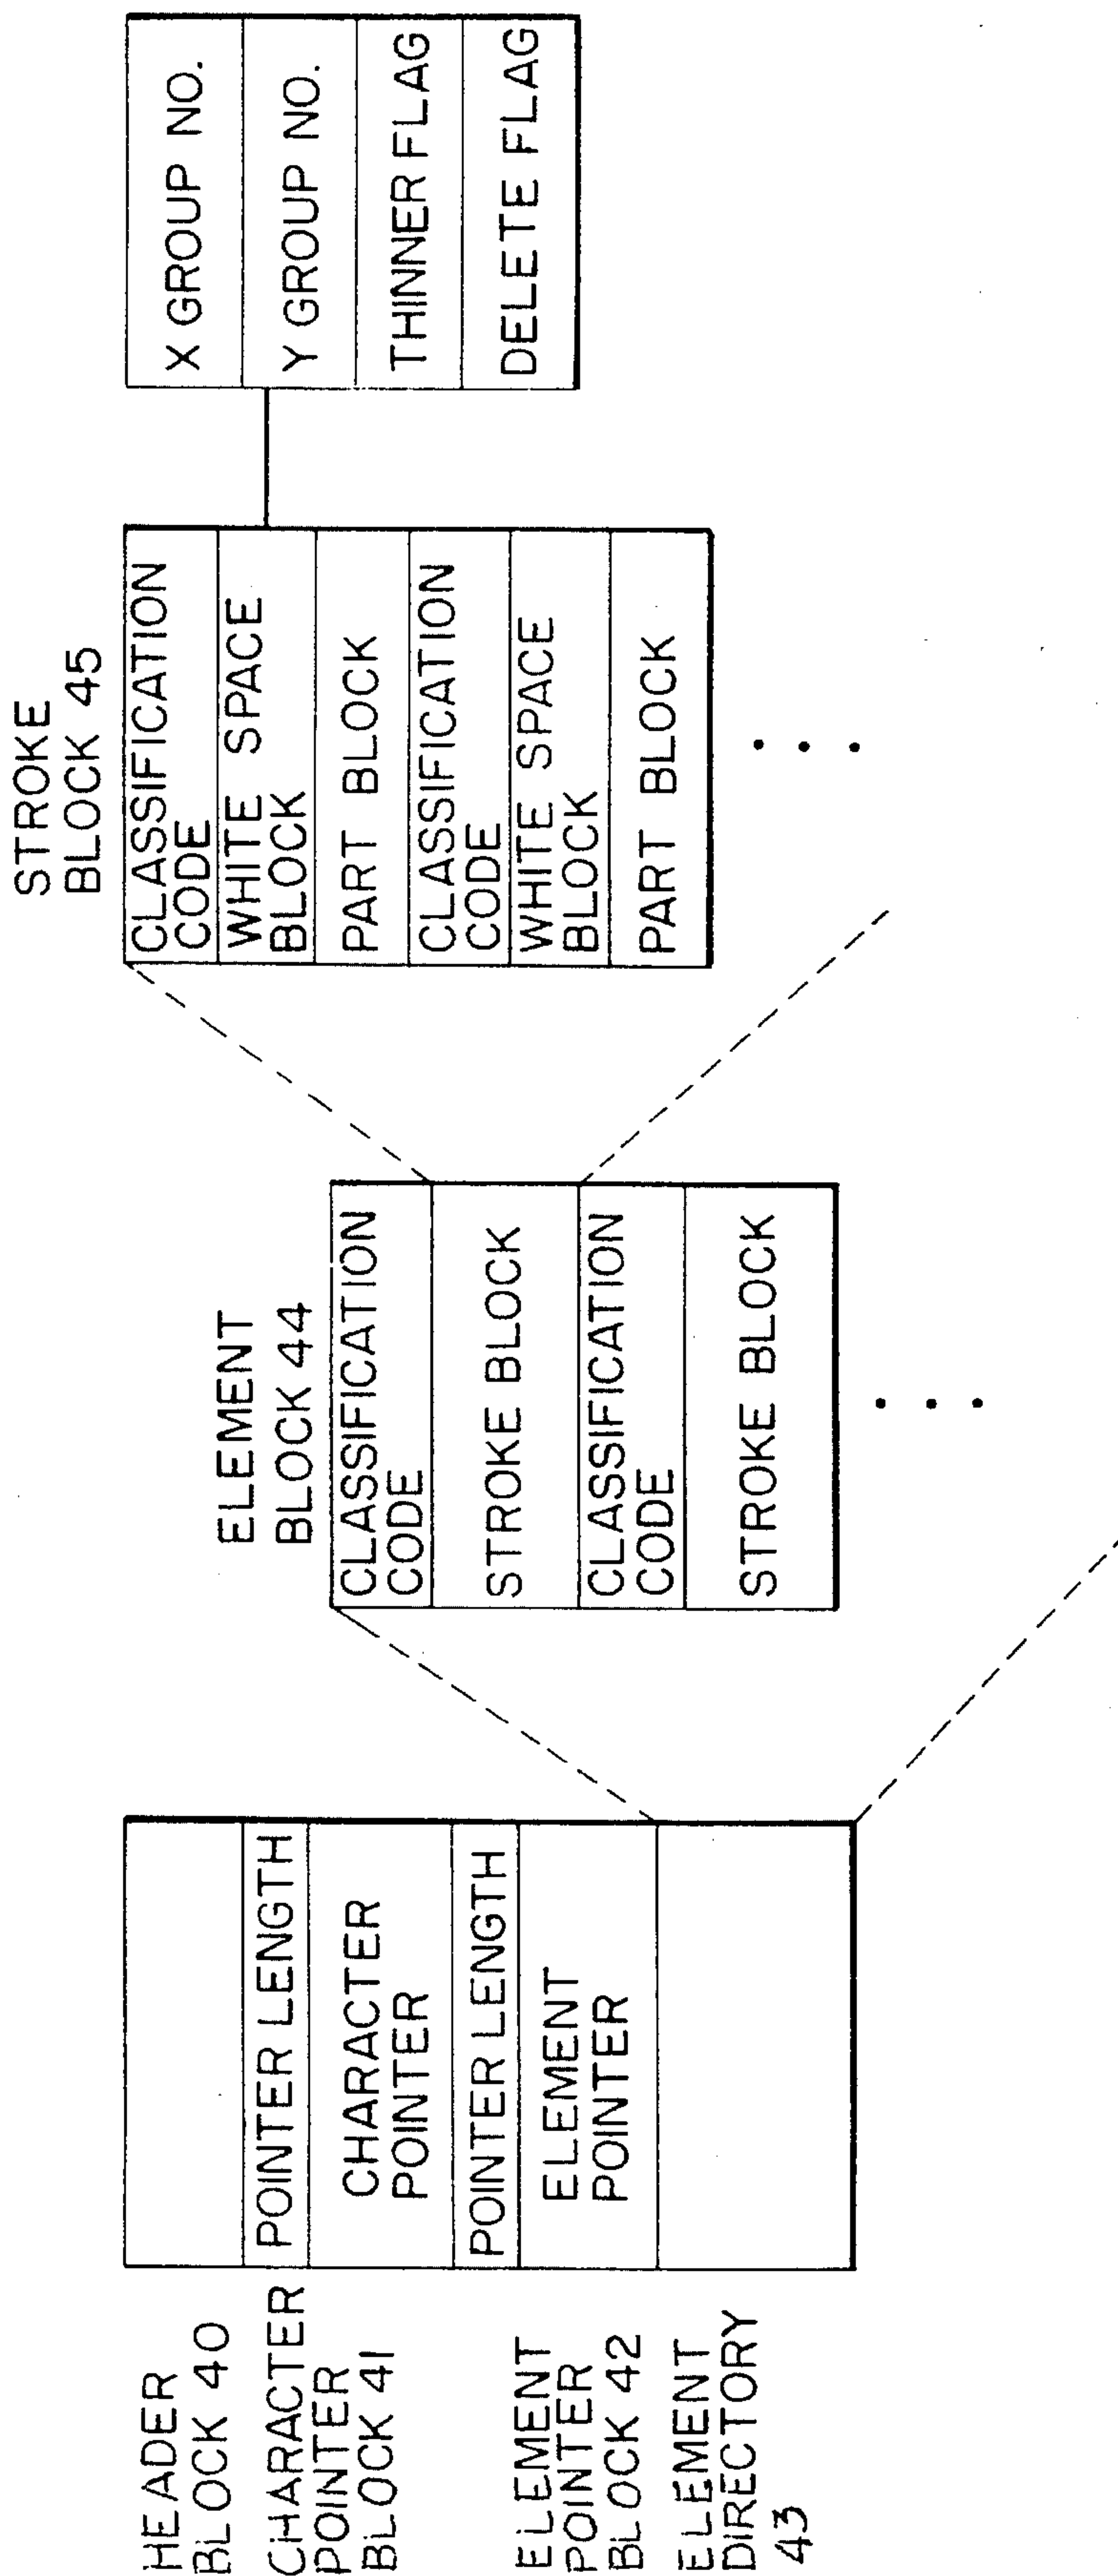 HEADER
BLOCK 40
CHARACTER
POINTER
BLOCK 41
ELEMENT
POINTER
BLOCK 42
ELEMENT
DIRECTORY
43
POINTER LENGTH
CHARACTER
POINTER
POINTER LENGTH
ELEMENT
POINTER
ELEMENT
BLOCK 44
CLASSIFICATION
CODE
STROKE BLOCK
CLASSIFICATION
CODE
STROKE BLOCK
STROKE
BLOCK 45
CLASSIFICATION
CODE
WHITE SPACE
BLOCK
PART BLOCK
CLASSIFICATION
CODE
WHITE SPACE
BLOCK
PART BLOCK
X GROUP NO.
Y GROUP NO.
THINNER FLAG
DELETE FLAG